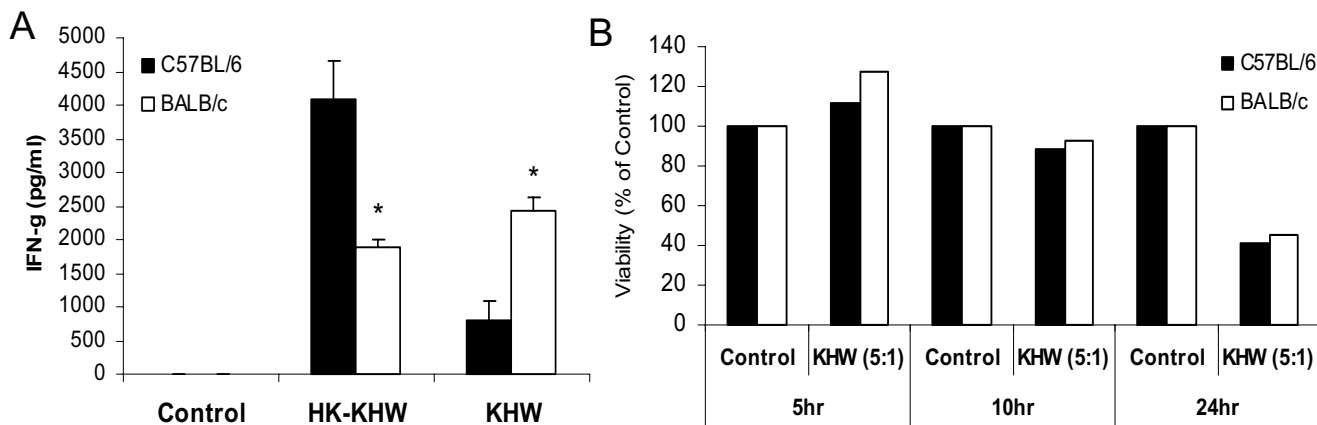 A
IFN-g (pg/ml)
5000
4500
4000
3500
3000
2500
2000
1500
1000
500
0
C57BL/6
BALB/c
*
*
Control HK-KHW KHW
B
Viability (% of Control)
140
120
100
80
60
40
20
0
C57BL/6
BALB/c
Control KHW (5:1) Control KHW (5:1) Control KHW (5:1)
5hr 10hr 24hr